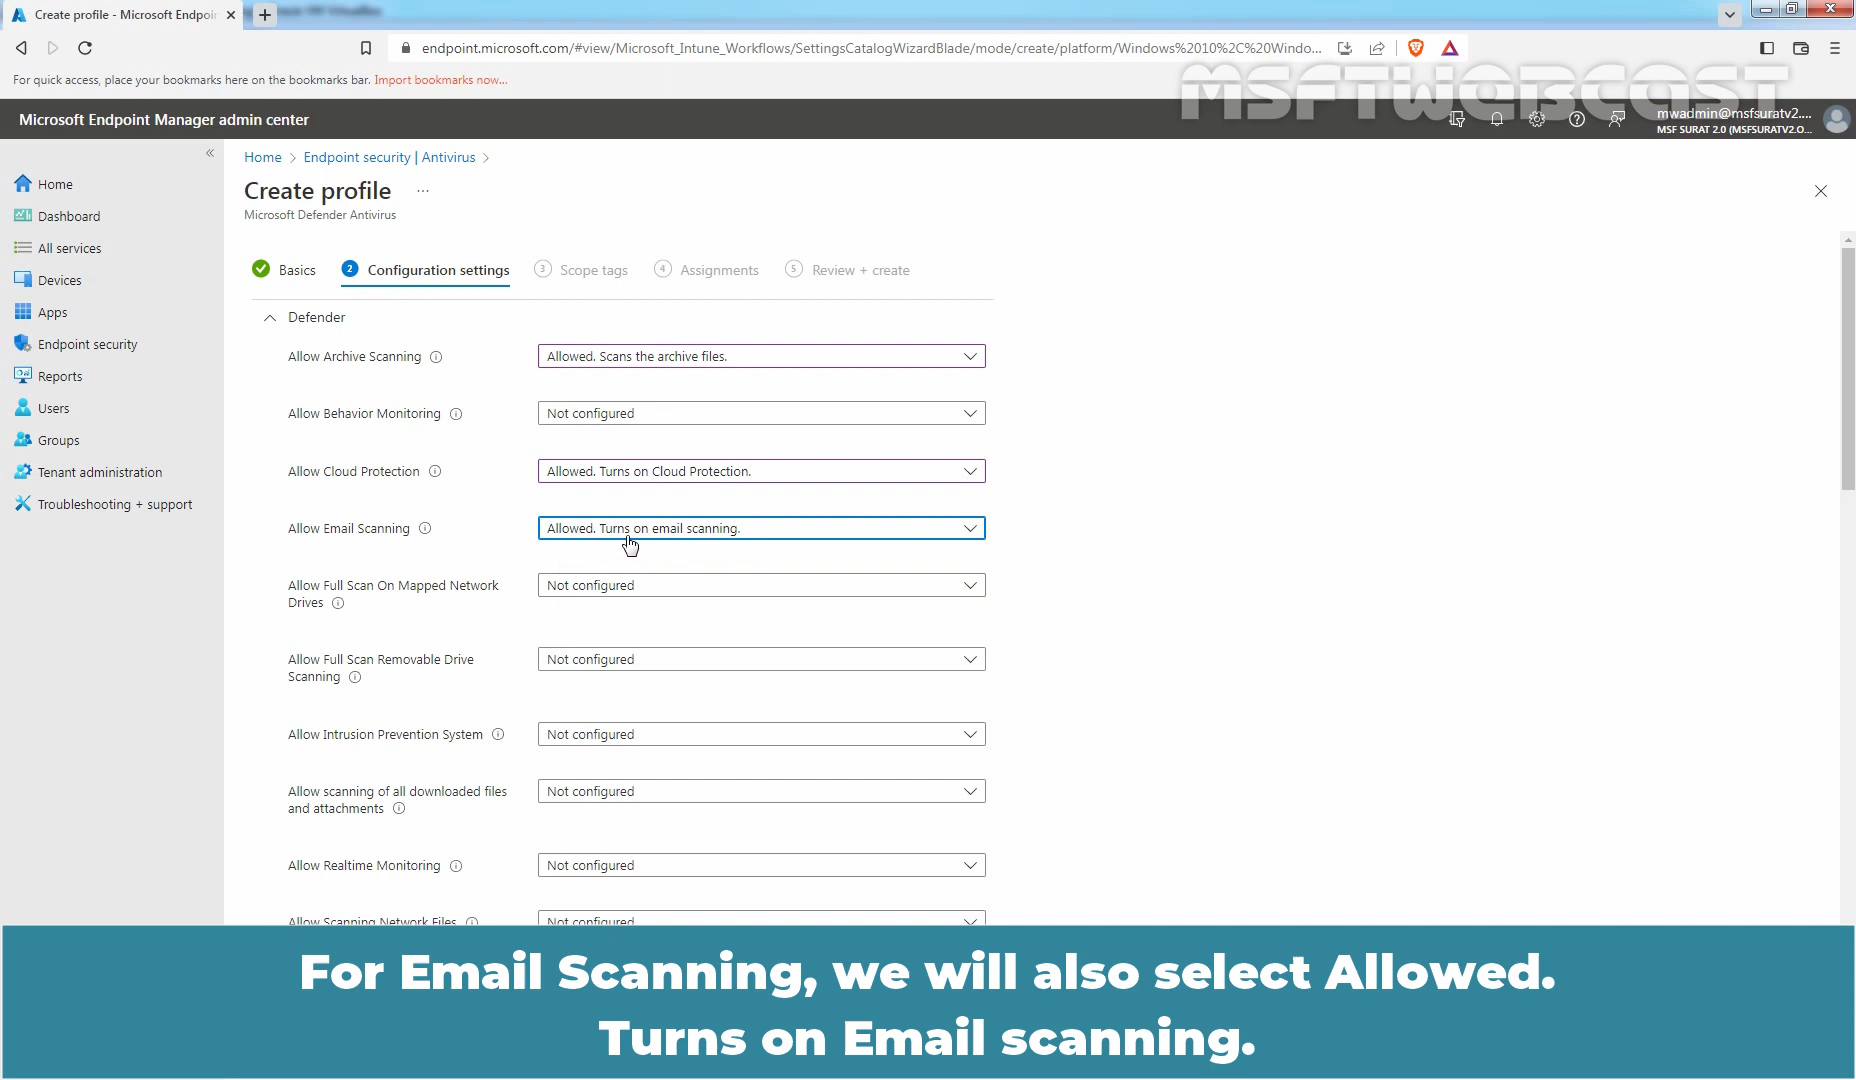 Create profile - Microsoft Endpoin
endpoint.microsoft.com/#view/Microsoft_Intune_Workflows/SettingsCatalogWizardBlade/mode/create/platform/Windows%2010%2C%20Windo...
For quick access, place your bookmarks here on the bookmarks bar. Import bookmarks now...
MSFTWEBCAST
Microsoft Endpoint Manager admin center
mwadmin@msfsuratv2....
MSF SURAT 2.0 (MSFSURATV2.O...
Home
Dashboard
All services
Devices
Apps
Endpoint security
Reports
Users
Groups
Tenant administration
Troubleshooting + support
Home > Endpoint security | Antivirus >
Create profile ...
Microsoft Defender Antivirus
Basics 2 Configuration settings 3 Scope tags 4 Assignments 5 Review + create
Defender
Allow Archive Scanning Allowed. Scans the archive files.
Allow Behavior Monitoring Not configured
Allow Cloud Protection Allowed. Turns on Cloud Protection.
Allow Email Scanning Allowed. Turns on email scanning.
Allow Full Scan On Mapped Network Not configured
Drives
Allow Full Scan Removable Drive Not configured
Scanning
Allow Intrusion Prevention System Not configured
Allow scanning of all downloaded files Not configured
and attachments
Allow Realtime Monitoring Not configured
Allow Scanning Network Files Not configured
For Email Scanning, we will also select Allowed.
Turns on Email scanning.